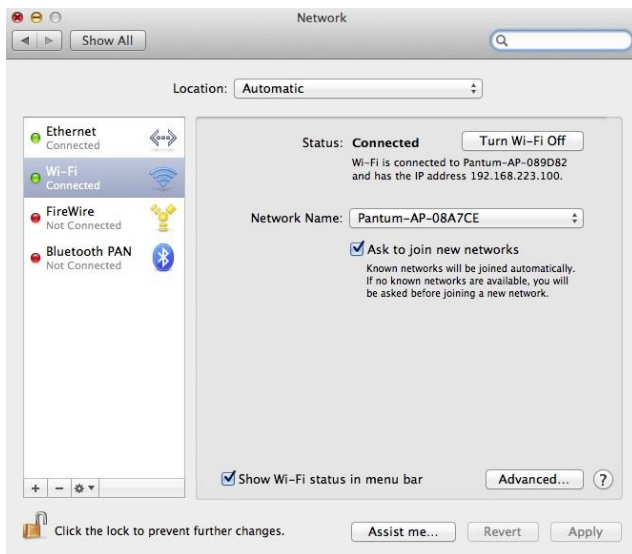 Network
Show All
Location: Automatic
Ethernet
Connected
Wi-Fi
Connected
FireWire
Not Connected
Bluetooth PAN
Not Connected
Status: Connected
Turn Wi-Fi Off
Wi-Fi is connected to Pantum-AP-089D82
and has the IP address 192.168.223.100.
Network Name: Pantum-AP-08A7CE
Ask to join new networks
Known networks will be joined automatically.
If no known networks are available, you will
be asked before joining a new network.
Show Wi-Fi status in menu bar
Advanced...
?
Click the lock to prevent further changes.
Assist me...
Revert
Apply